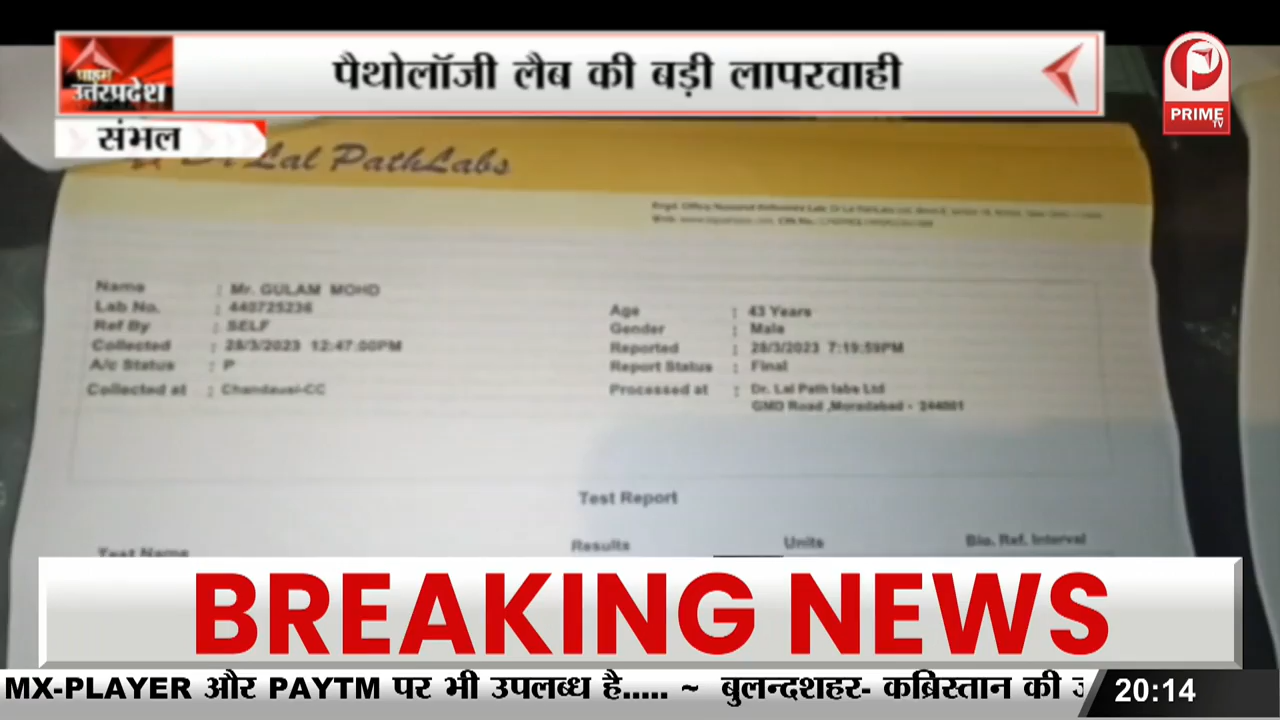 प्राइम
उत्तरप्रदेश
पैथोलॉजी लैब की बड़ी लापरवाही
PRIME
TV
संभल
Dr Lal PathLabs
Name : Mr. GULAM MOHD
Lab No. : 440725236
Age : 43 Years
Ref By : SELF
Gender : Male
Collected : 28/3/2023 12:47:00PM
Reported : 28/3/2023 7:19:59PM
A/c Status : P
Report Status : Final
Collected at : Chandausi-CC
Processed at : Dr. Lal Path labs Ltd
GMD Road ,Moradabad - 244001
Test Report
Test Name Results Units Bio. Ref. Interval
BREAKING NEWS
MX-PLAYER और PAYTM पर भी उपलब्ध है..... ~ बुलन्दशहर- कब्रिस्तान की
20:14